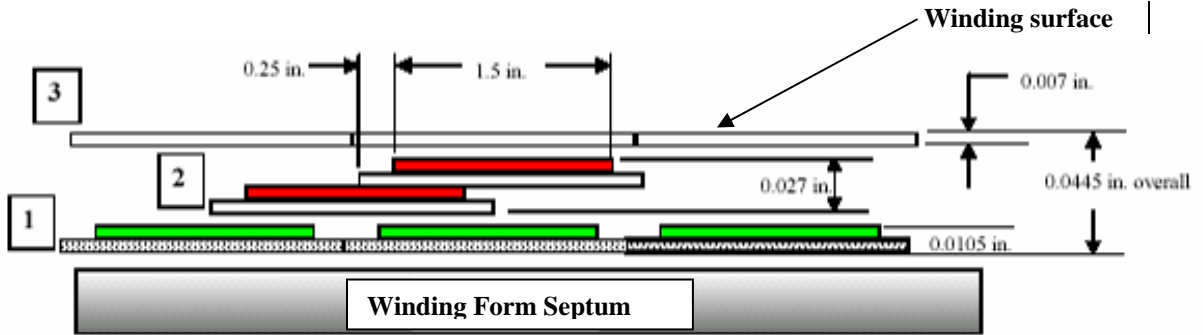 Winding surface
0.25 in.
1.5 in.
0.007 in.
3
2
0.027 in.
0.0445 in. overall
1
0.0105 in.
Winding Form Septum